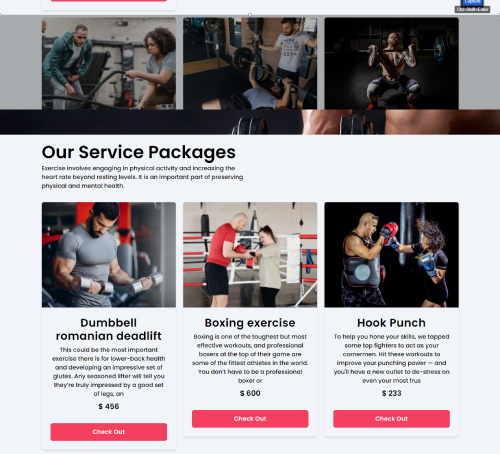 Capture
Ctrl+Shift+Enter
Our Service Packages
Exercise involves engaging in physical activity and increasing the
heart rate beyond resting levels. It is an important part of preserving
physical and mental health.
Dumbbell
romanian deadlift
This could be the most important
exercise there is for lower-back health
and developing an impressive set of
glutes. Any seasoned lifter will tell you
they're truly impressed by a good set
of legs, an
$ 456
Check Out
Boxing exercise
Boxing is one of the toughest but most
effective workouts, and professional
boxers at the top of their game are
some of the fittest athletes in the world.
You don't have to be a professional
boxer or
$ 600
Check Out
Hook Punch
To help you hone your skills, we tapped
some top fighters to act as your
cornermen. Hit these workouts to
improve your punching power — and
you'll have a new outlet to de-stress on
even your most frus
$ 233
Check Out